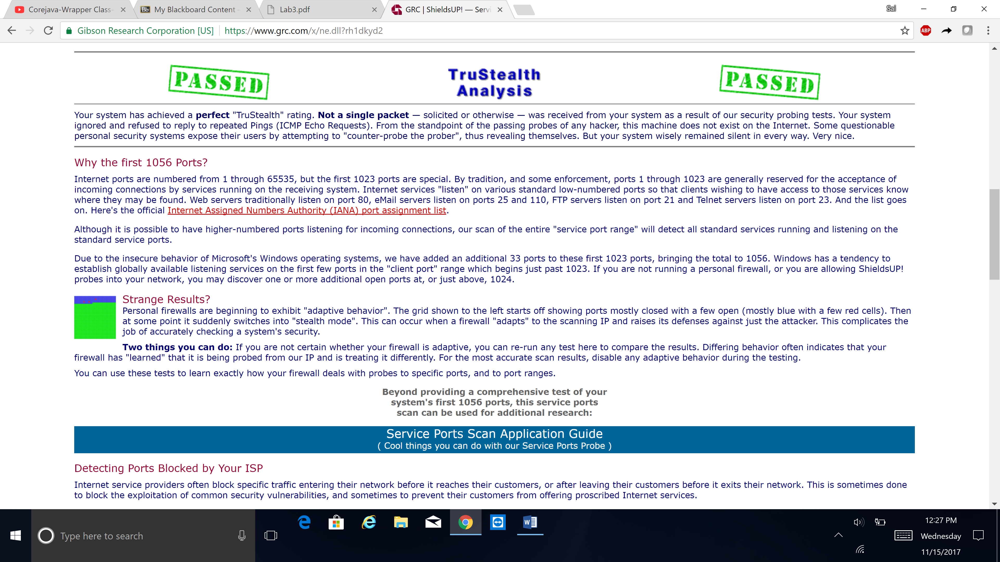 Corejava-Wrapper Class-
My Blackboard Content -
Lab3.pdf
GRC | ShieldsUP! — Servi
Sai
Gibson Research Corporation [US]
https://www.grc.com/x/ne.dll?rh1dkyd2
ABP
PASSED
TruStealth
Analysis
PASSED
Your system has achieved a perfect "TruStealth" rating. Not a single packet — solicited or otherwise — was received from your system as a result of our security probing tests. Your system
ignored and refused to reply to repeated Pings (ICMP Echo Requests). From the standpoint of the passing probes of any hacker, this machine does not exist on the Internet. Some questionable
personal security systems expose their users by attempting to "counter-probe the prober", thus revealing themselves. But your system wisely remained silent in every way. Very nice.
Why the first 1056 Ports?
Internet ports are numbered from 1 through 65535, but the first 1023 ports are special. By tradition, and some enforcement, ports 1 through 1023 are generally reserved for the acceptance of
incoming connections by services running on the receiving system. Internet services "listen" on various standard low-numbered ports so that clients wishing to have access to those services know
where they may be found. Web servers traditionally listen on port 80, eMail servers listen on ports 25 and 110, FTP servers listen on port 21 and Telnet servers listen on port 23. And the list goes
on. Here's the official Internet Assigned Numbers Authority (IANA) port assignment list.
Although it is possible to have higher-numbered ports listening for incoming connections, our scan of the entire "service port range" will detect all standard services running and listening on the
standard service ports.
Due to the insecure behavior of Microsoft's Windows operating systems, we have added an additional 33 ports to these first 1023 ports, bringing the total to 1056. Windows has a tendency to
establish globally available listening services on the first few ports in the "client port" range which begins just past 1023. If you are not running a personal firewall, or you are allowing ShieldsUP!
probes into your network, you may discover one or more additional open ports at, or just above, 1024.
Strange Results?
Personal firewalls are beginning to exhibit "adaptive behavior". The grid shown to the left starts off showing ports mostly closed with a few open (mostly blue with a few red cells). Then
at some point it suddenly switches into "stealth mode". This can occur when a firewall "adapts" to the scanning IP and raises its defenses against just the attacker. This complicates the
job of accurately checking a system's security.
Two things you can do: If you are not certain whether your firewall is adaptive, you can re-run any test here to compare the results. Differing behavior often indicates that your
firewall has "learned" that it is being probed from our IP and is treating it differently. For the most accurate scan results, disable any adaptive behavior during the testing.
You can use these tests to learn exactly how your firewall deals with probes to specific ports, and to port ranges.
Beyond providing a comprehensive test of your
system's first 1056 ports, this service ports
scan can be used for additional research:
Service Ports Scan Application Guide
( Cool things you can do with our Service Ports Probe )
Detecting Ports Blocked by Your ISP
Internet service providers often block specific traffic entering their network before it reaches their customers, or after leaving their customers before it exits their network. This is sometimes done
to block the exploitation of common security vulnerabilities, and sometimes to prevent their customers from offering proscribed Internet services.
Type here to search
12:27 PM
Wednesday
11/15/2017